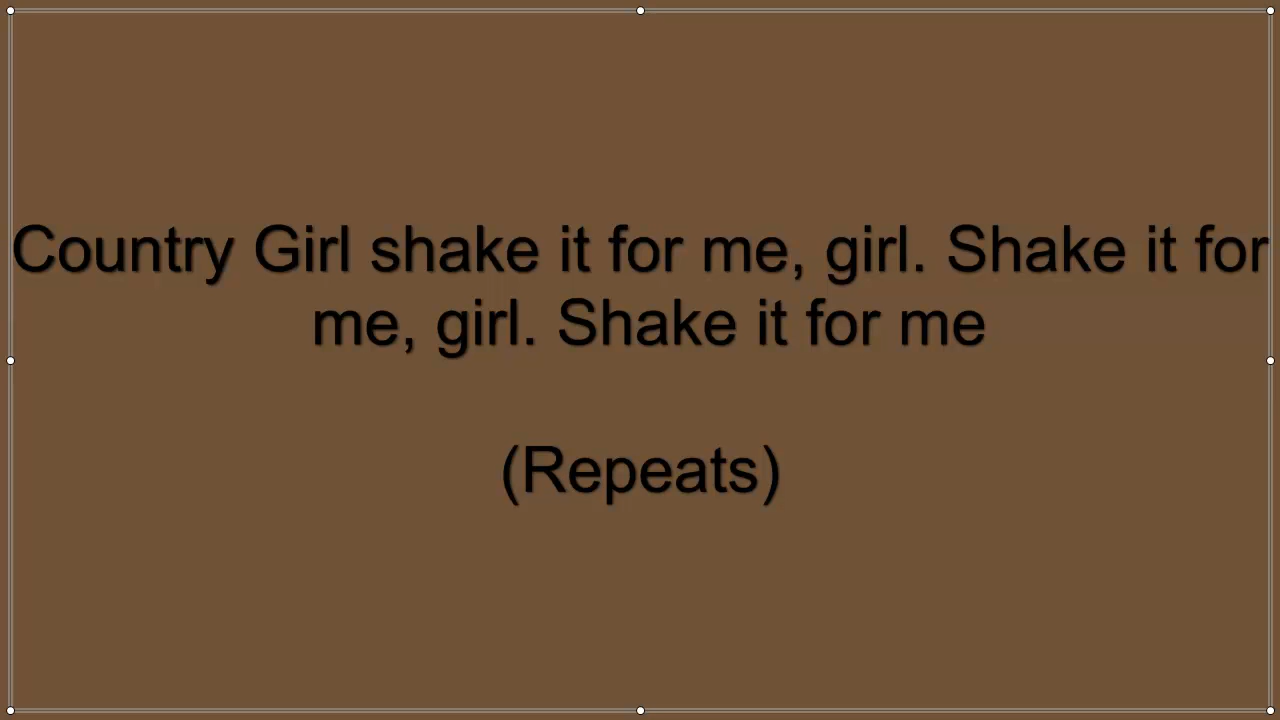 Country Girl shake it for me, girl. Shake it for
me, girl. Shake it for me
(Repeats)